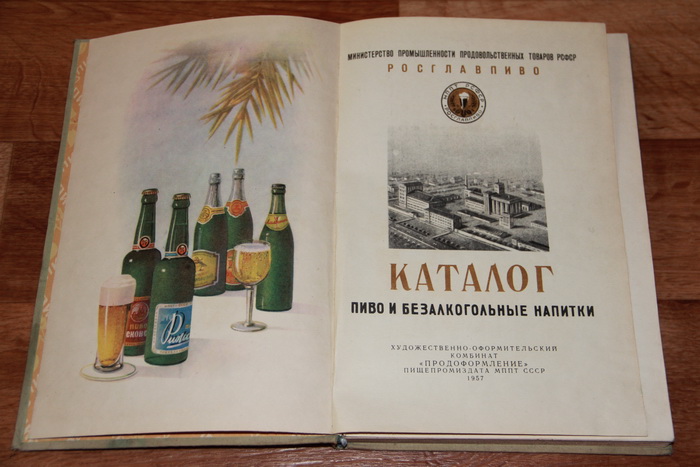 МИНИСТЕРСТВО ПРОМЫШЛЕННОСТИ ПРОДОВОЛЬСТВЕННЫХ ТОВАРОВ РСФСР
РОСГЛАВПИВО
КАТАЛОГ
ПИВО И БЕЗАЛКОГОЛЬНЫЕ НАПИТКИ
ХУДОЖЕСТВЕННО-ОФОРМИТЕЛЬСКИЙ
КОМБИНАТ
«ПРОДОФОРМЛЕНИЕ»
ПИЩЕПРОМИЗДАТА МППТ СССР
1957